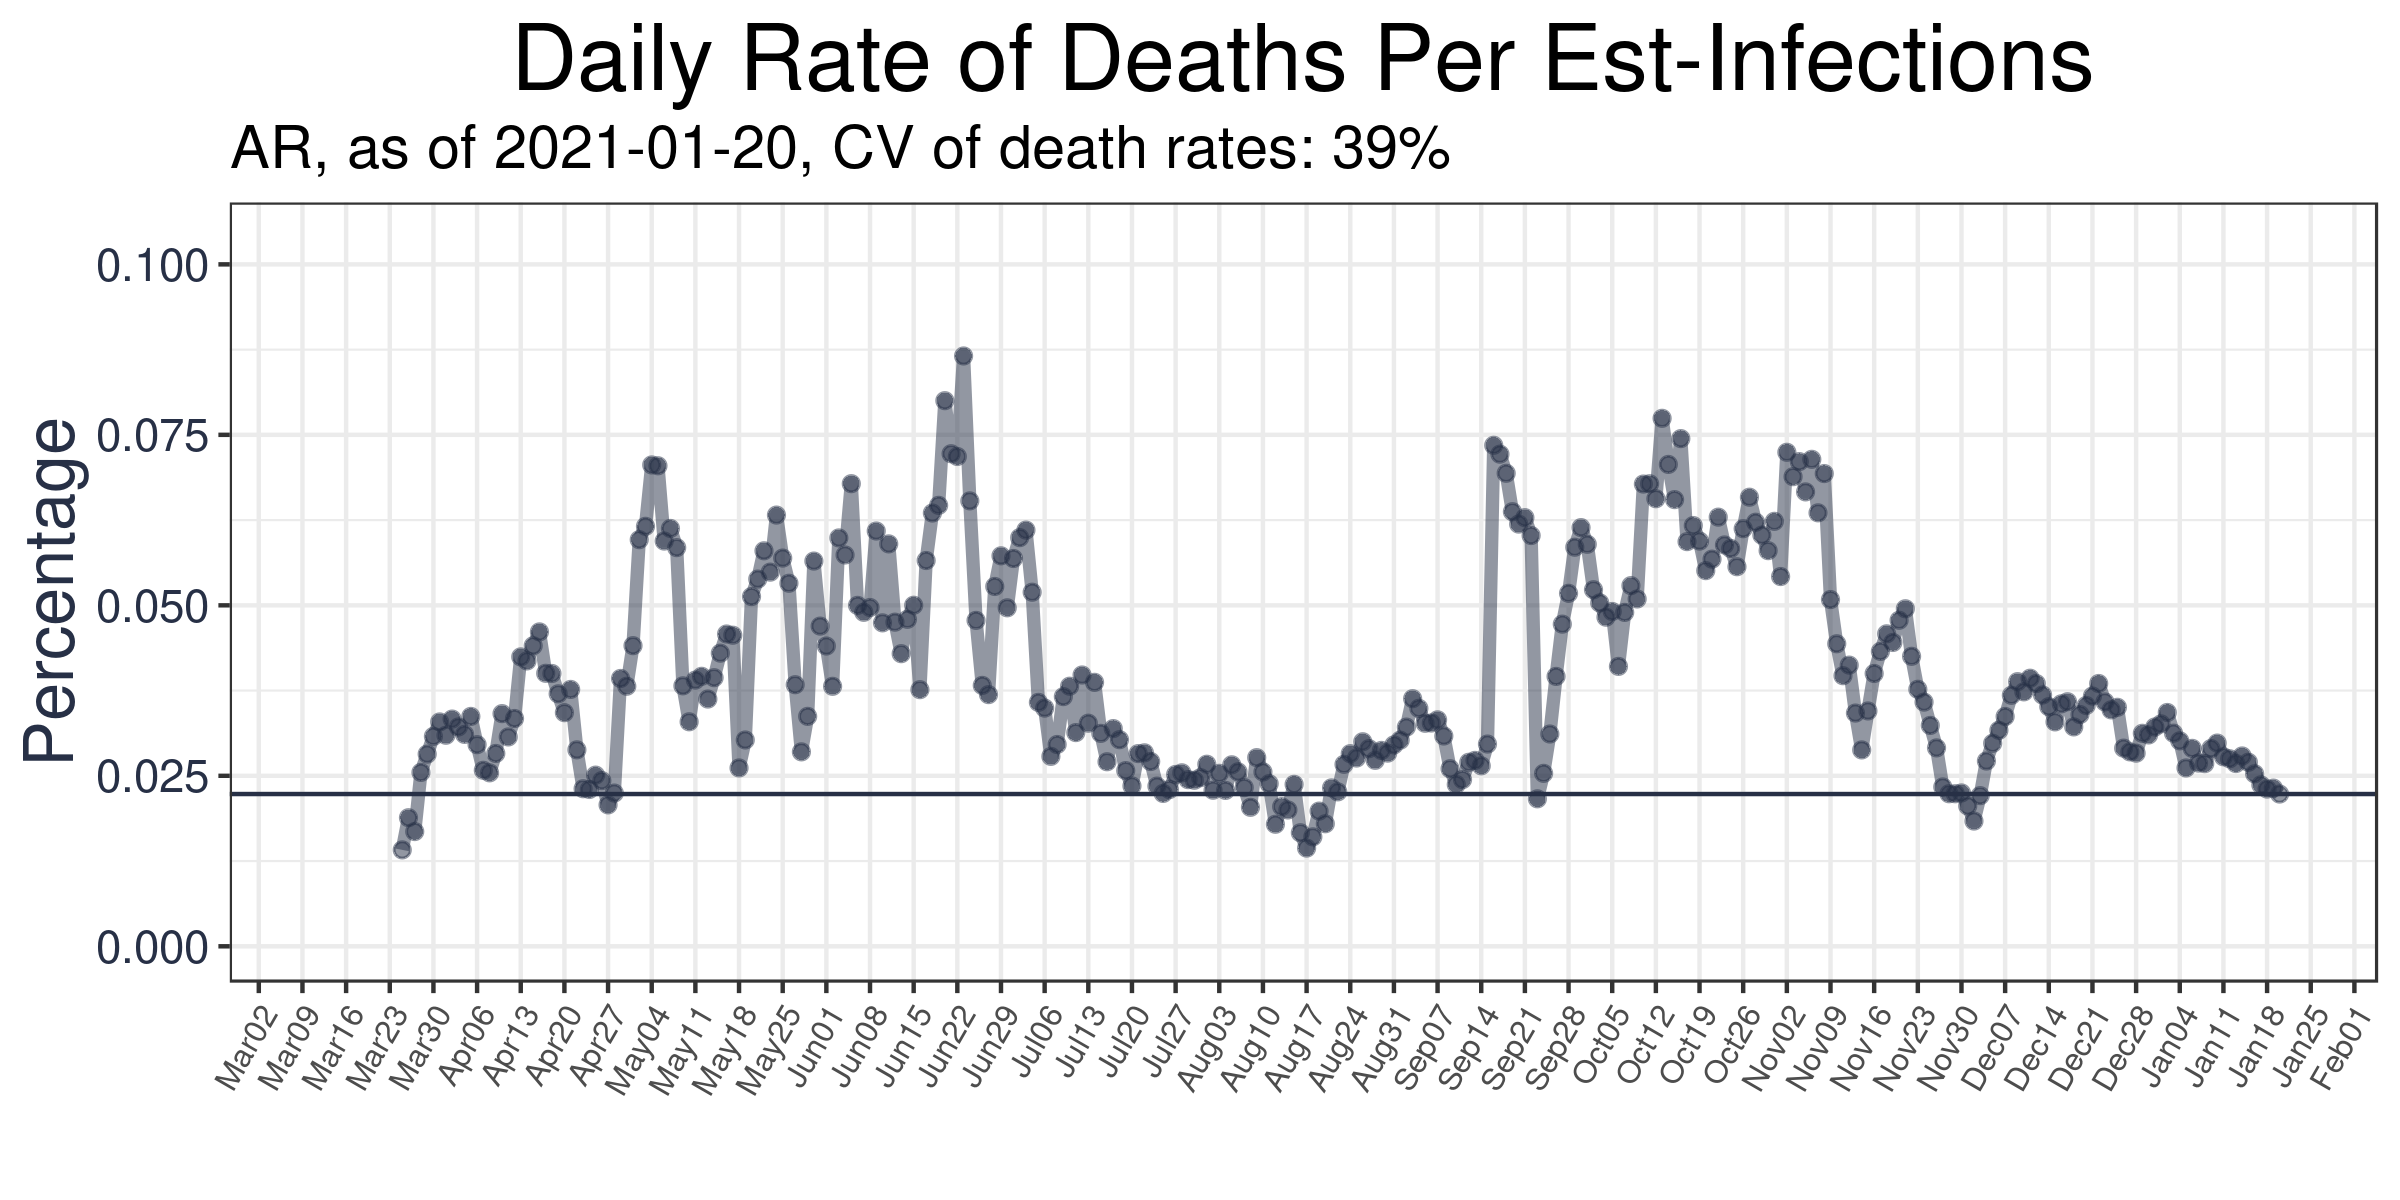 Daily Rate of Deaths Per Est-Infections
AR, as of 2021-01-20, CV of death rates: 39%
Percentage
0.100
0.075
0.050
0.025
0.000
Mar02
Mar09
Mar16
Mar23
Mar30
Apr06
Apr13
Apr20
Apr27
May04
May11
May18
May25
Jun01
Jun08
Jun15
Jun22
Jun29
Jul06
Jul13
Jul20
Jul27
Aug03
Aug10
Aug17
Aug24
Aug31
Sep07
Sep14
Sep21
Sep28
Oct05
Oct12
Oct19
Oct26
Nov02
Nov09
Nov16
Nov23
Nov30
Dec07
Dec14
Dec21
Dec28
Jan04
Jan11
Jan18
Jan25
Feb01